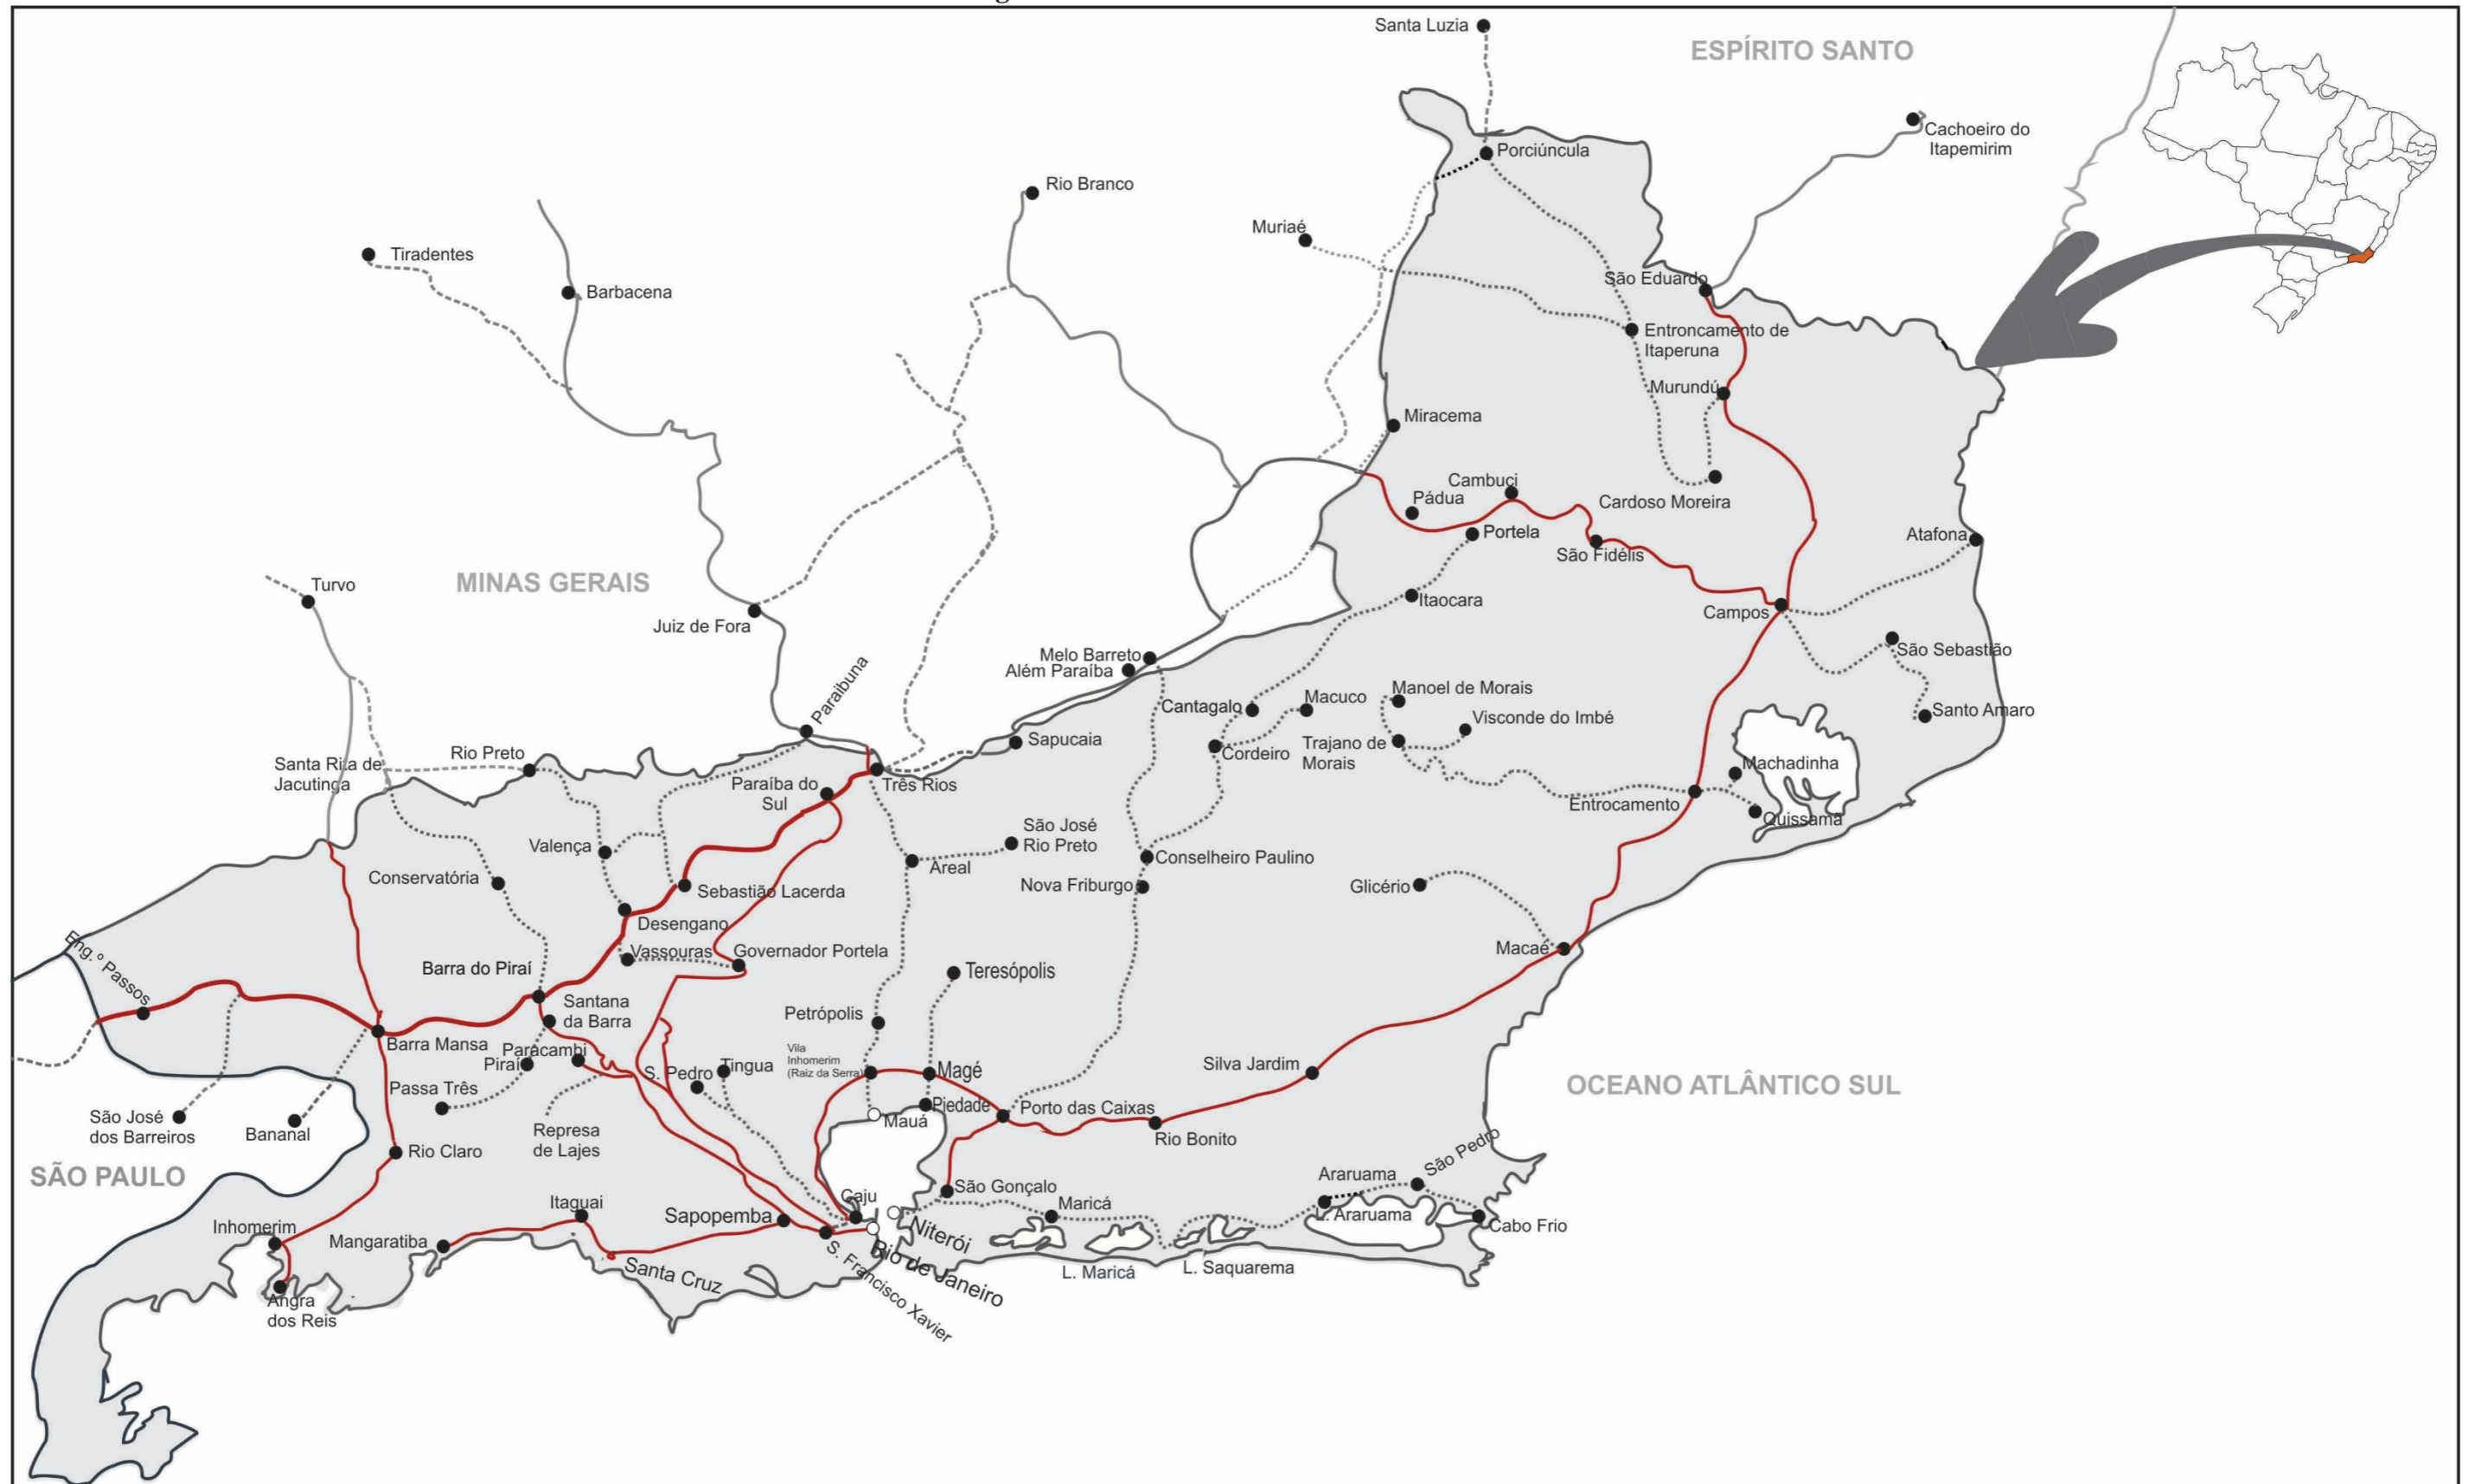 Santa Luzia
ESPÍRITO SANTO
Cachoeiro do
Itapemirim
Porciúncula
Rio Branco
Muriaé
Tiradentes
Barbacena
São Eduardo
Entroncamento de
Itaperuna
Murundú
Miracema
Cambuci
Pádua
Cardoso Moreira
Portela
São Fidélis
Atafona
Turvo
MINAS GERAIS
Juiz de Fora
Itaocara
Campos
São Sebastião
Melo Barreto
Além Paraíba
Paraibuna
Cantagalo
Macuco
Manoel de Morais
Visconde do Imbé
Santo Amaro
Sapucaia
Cordeiro
Trajano de
Morais
Rio Preto
Santa Rita de
Jacutinga
Paraíba do
Sul
Três Rios
Machadinha
Entrocamento
Quissamã
São José
Rio Preto
Valença
Areal
Conselheiro Paulino
Conservatória
Sebastião Lacerda
Nova Friburgo
Glicério
Desengano
Eng.º Passos
Vassouras
Governador Portela
Macaé
Barra do Piraí
Teresópolis
Santana
da Barra
Petrópolis
Barra Mansa
Paracambi
Piraí
Vila
Inhomerim
(Raiz da Serra)
S. Pedro
Tingua
Magé
Silva Jardim
Passa Três
OCEANO ATLÂNTICO SUL
São José
dos Barreiros
Bananal
Represa
de Lajes
Mauá
Piedade
Porto das Caixas
Rio Bonito
Rio Claro
SÃO PAULO
São Pedro
Araruama
Itaguai
Caju
São Gonçalo
Maricá
Sapopemba
L. Araruama
Cabo Frio
Inhomerim
Mangaratiba
Niterói
Rio de Janeiro
S. Francisco Xavier
Santa Cruz
L. Maricá
L. Saquarema
Angra
dos Reis